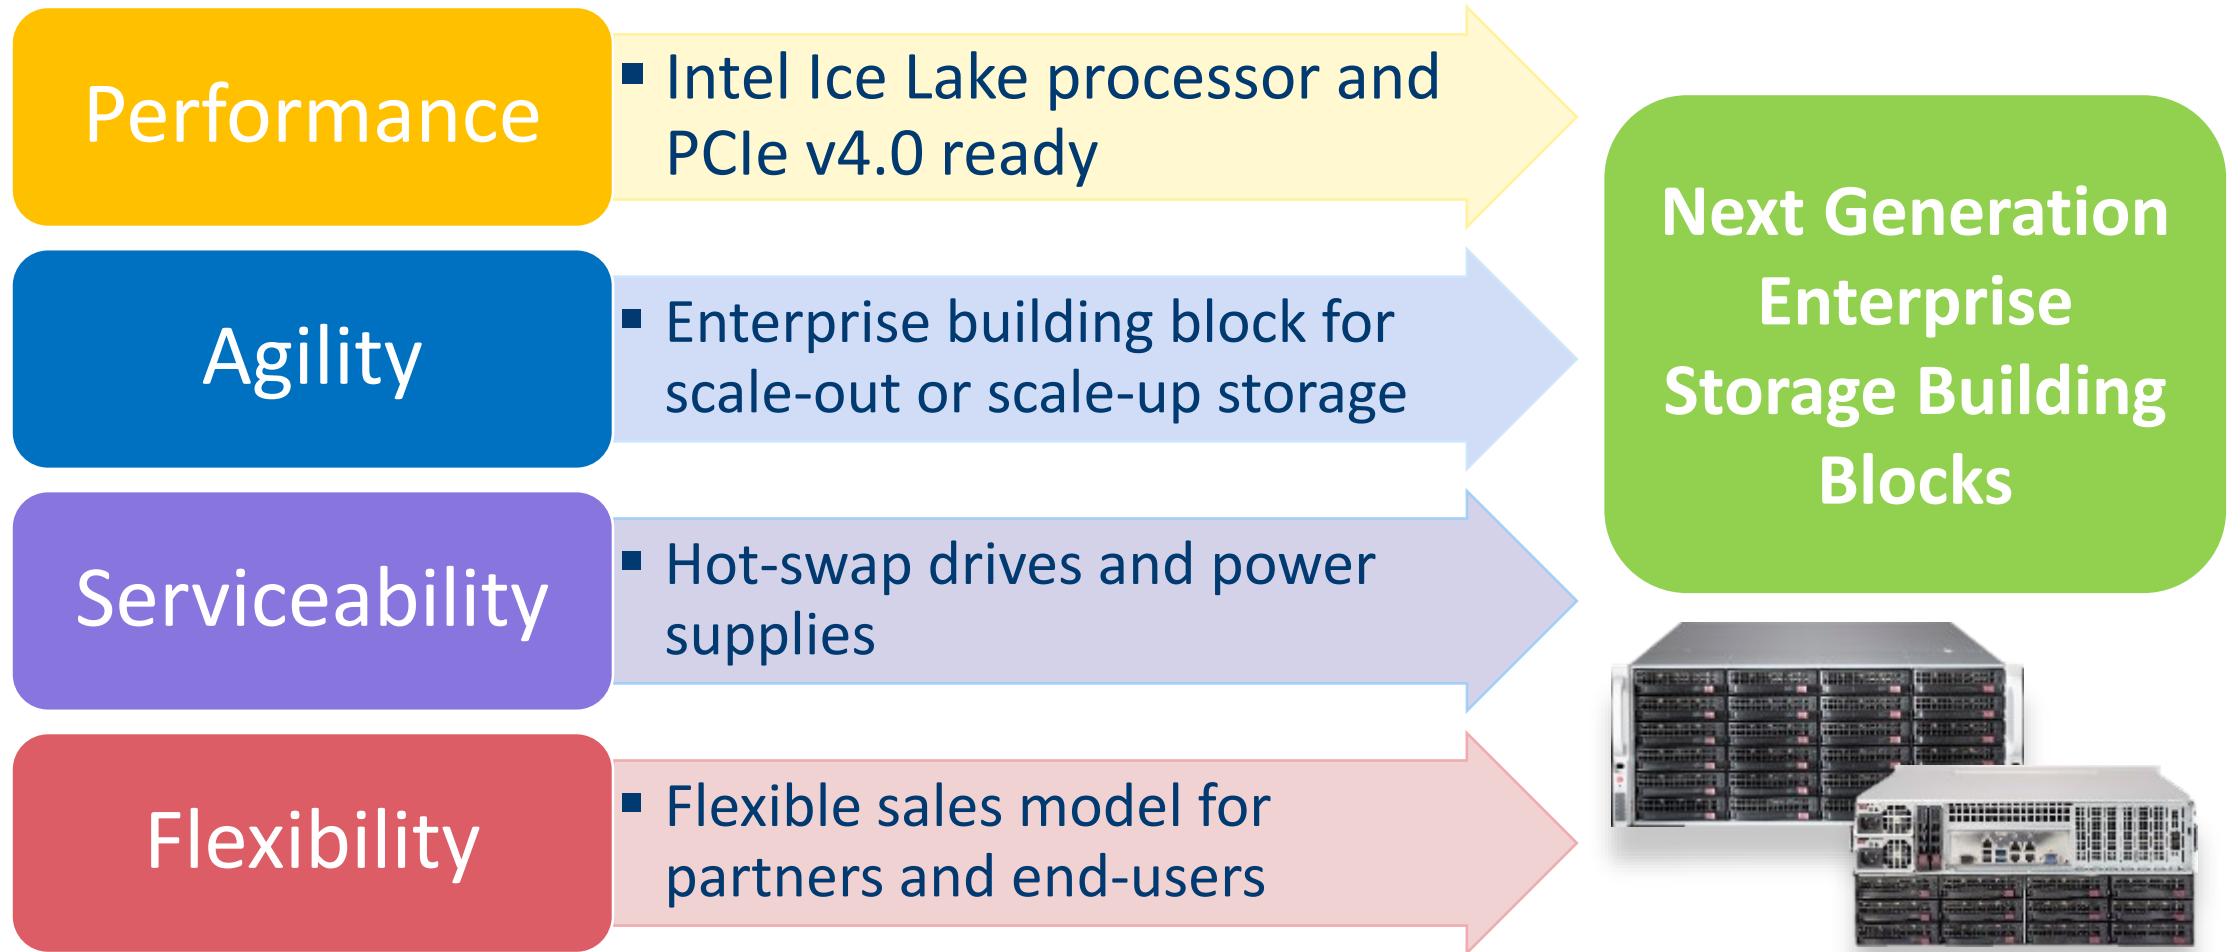 Performance
▪ Intel Ice Lake processor and
PCIe v4.0 ready
Agility
▪ Enterprise building block for
scale-out or scale-up storage
Serviceability
▪ Hot-swap drives and power
supplies
Flexibility
▪ Flexible sales model for
partners and end-users
Next Generation
Enterprise
Storage Building
Blocks